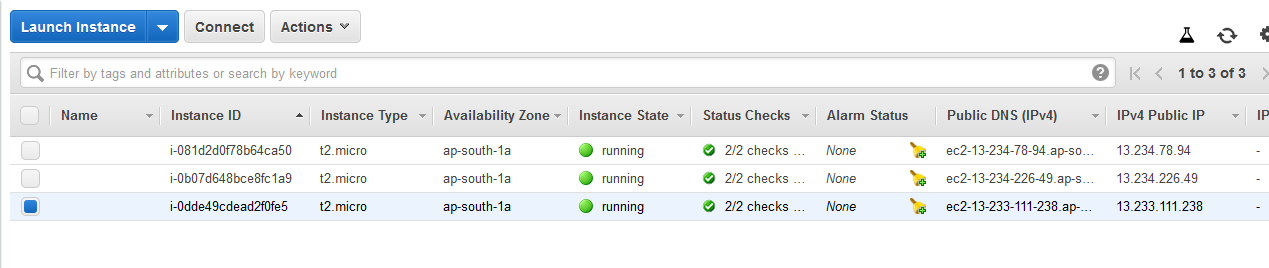 Launch Instance Connect Actions
Filter by tags and attributes or search by keyword ? 1 to 3 of 3
Name Instance ID Instance Type Availability Zone Instance State Status Checks Alarm Status Public DNS (IPv4) IPv4 Public IP IP
i-081d2d0f78b64ca50 t2.micro ap-south-1a running 2/2 checks ... None ec2-13-234-78-94.ap-so... 13.234.78.94 -
i-0b07d648bce8fc1a9 t2.micro ap-south-1a running 2/2 checks ... None ec2-13-234-226-49.ap-s... 13.234.226.49 -
i-0dde49cdead2f0fe5 t2.micro ap-south-1a running 2/2 checks ... None ec2-13-233-111-238.ap-... 13.233.111.238 -